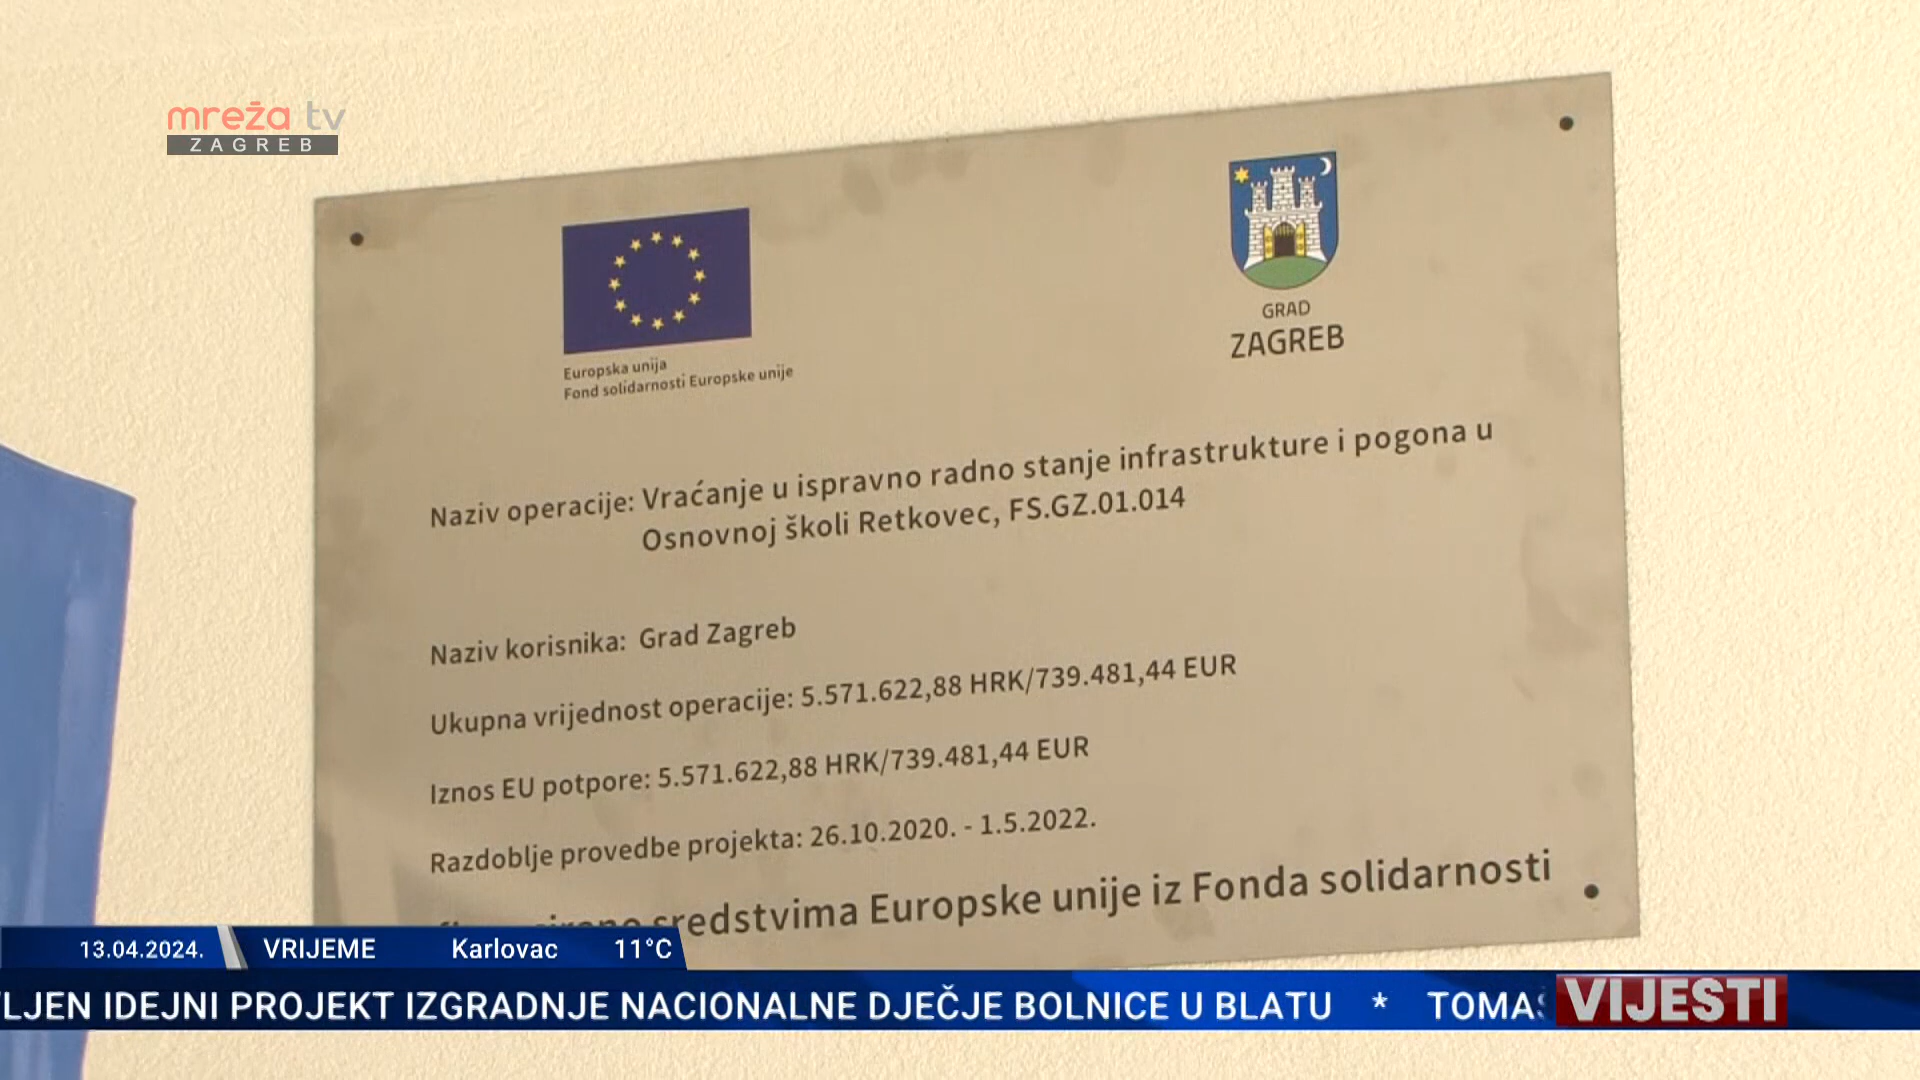 mreža tv
ZAGREB
Europska unija
Fond solidarnosti Europske unije
GRAD
ZAGREB
Naziv operacije: Vraćanje u ispravno radno stanje infrastrukture i pogona u
Osnovnoj školi Retkovec, FS.GZ.01.014
Naziv korisnika: Grad Zagreb
Ukupna vrijednost operacije: 5.571.622,88 HRK/739.481,44 EUR
Iznos EU potpore: 5.571.622,88 HRK/739.481,44 EUR
Razdoblje provedbe projekta: 26.10.2020. - 1.5.2022.
sredstvima Europske unije iz Fonda solidarnosti
13.04.2024. VRIJEME Karlovac 11°C
LJEN IDEJNI PROJEKT IZGRADNJE NACIONALNE DJEČJE BOLNICE U BLATU * TOMAS VIJESTI